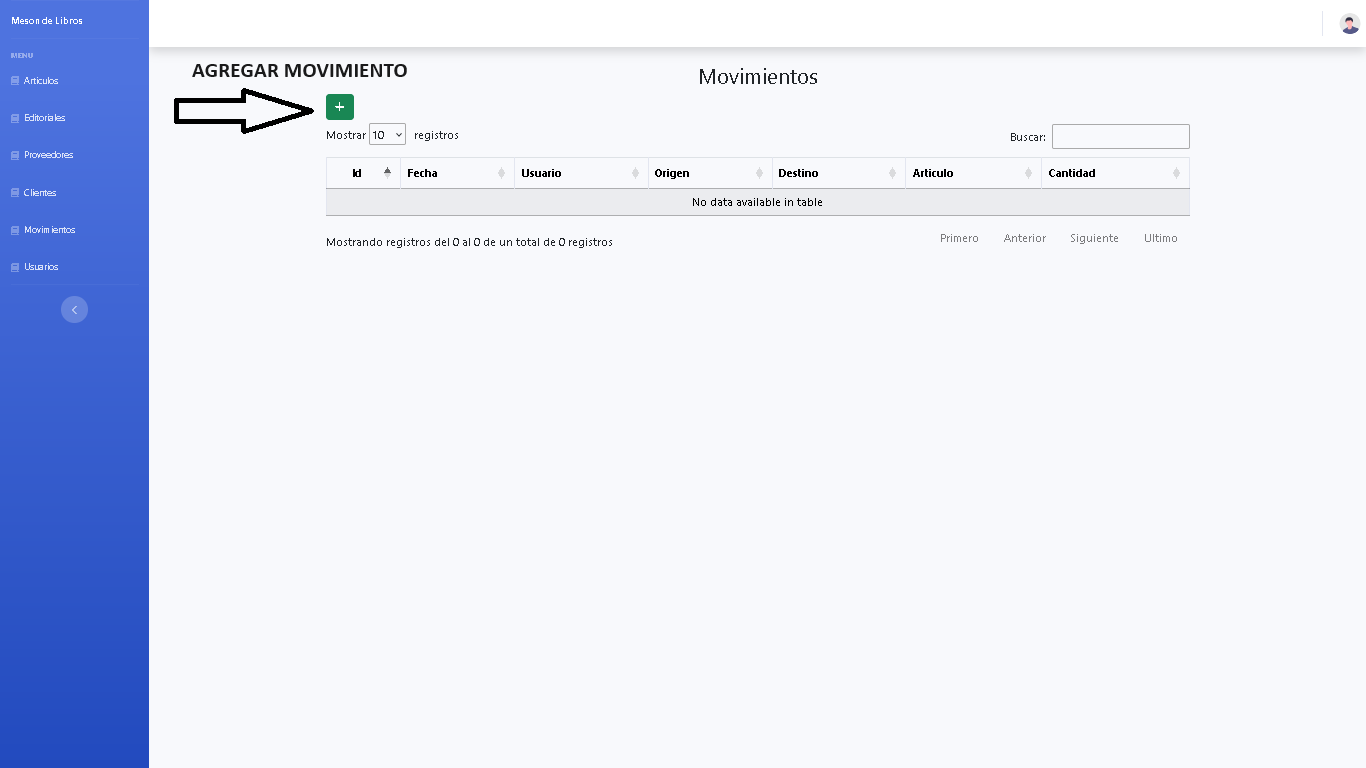 Meson de Libros
MENU
Articulos
Editoriales
Proveedores
Clientes
Movimientos
Usuarios
AGREGAR MOVIMIENTO
Movimientos
+
Mostrar 10 registros
Buscar:
Id Fecha Usuario Origen Destino Articulo Cantidad
No data available in table
Mostrando registros del 0 al 0 de un total de 0 registros
Primero Anterior Siguiente Ultimo